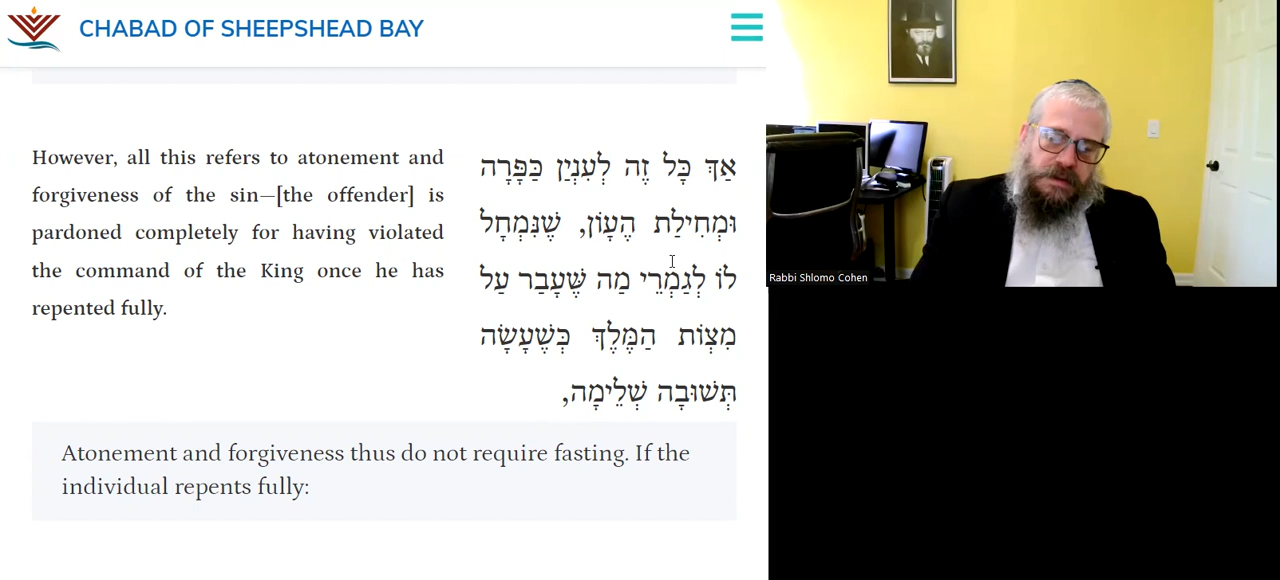 CHABAD OF SHEEPSHEAD BAY
However, all this refers to atonement and
forgiveness of the sin—[the offender] is
pardoned completely for having violated
the command of the King once he has
repented fully.
אַךְ כָּל זֶה לְעִנְיַן כַּפָּרָה
וּמְחִילַת הֶעָוֹן, שֶׁנִּמְחָל
לוֹ לְגַמְרֵי מַה שֶּׁעָבַר עַל
מִצְוֹת הַמֶּלֶךְ כְּשֶׁעָשָׂה
תְּשׁוּבָה שְׁלֵימָה,
Atonement and forgiveness thus do not require fasting. If the
individual repents fully:
Rabbi Shlomo Cohen